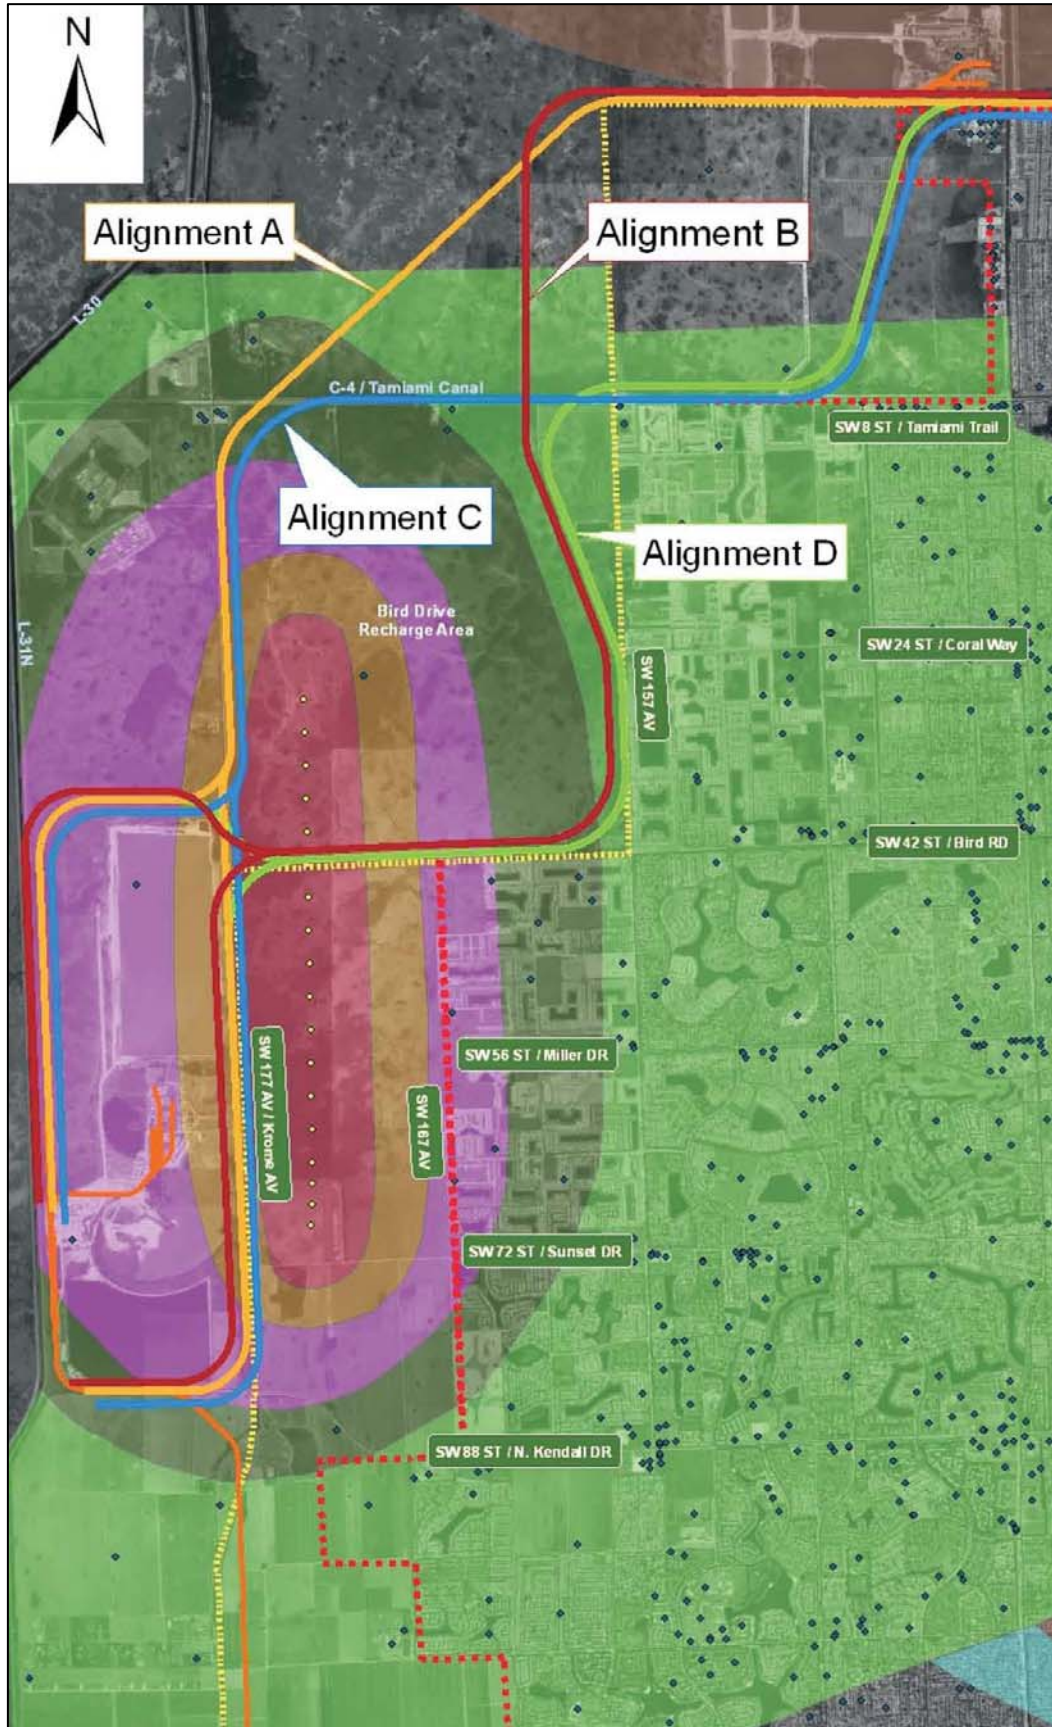 N
Alignment A
Alignment B
L-30
C-4 / Tamiami Canal
SW 8 ST / Tamiami Trail
Alignment C
Alignment D
Bird Drive
Recharge Area
L-31N
SW 24 ST / Coral Way
SW 157 AV
SW 42 ST / Bird RD
SW 56 ST / Miller DR
SW 177 AV / Krome AV
SW 167 AV
SW 72 ST / Sunset DR
SW 88 ST / N. Kendall DR